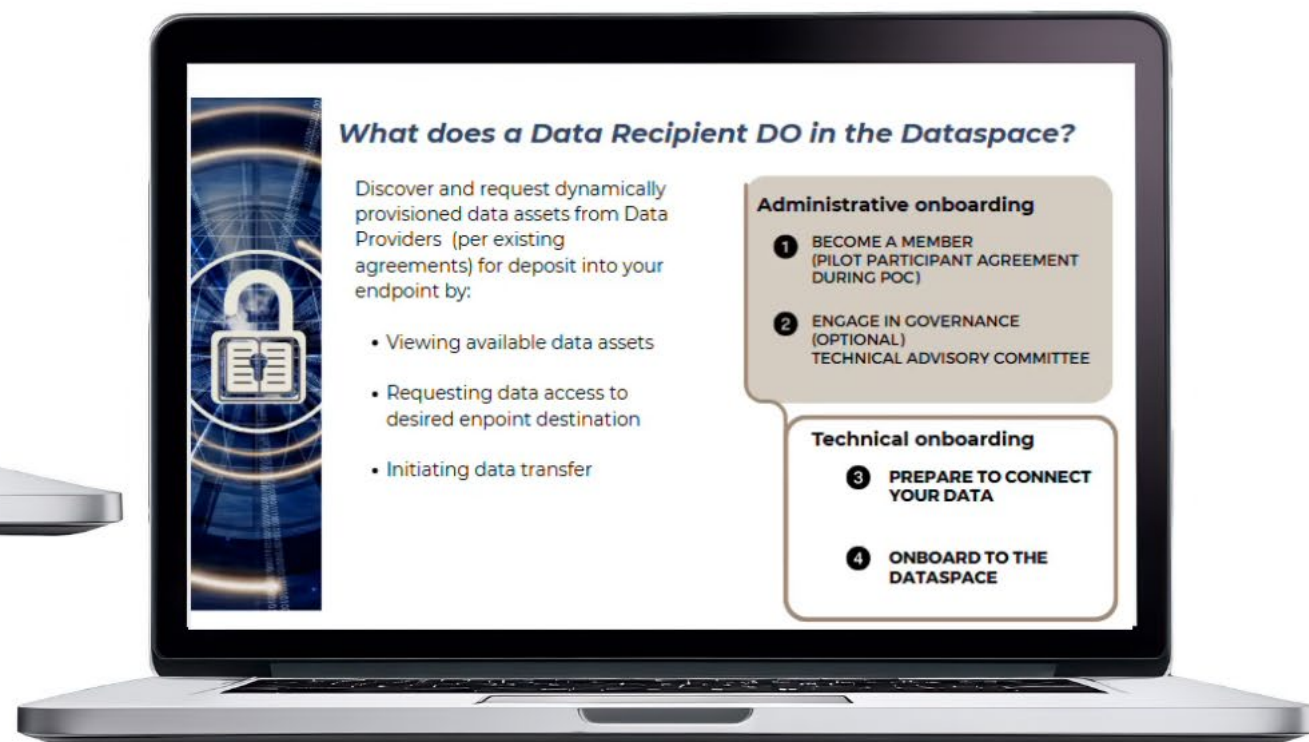 What does a Data Recipient DO in the Dataspace?
Discover and request dynamically
provisioned data assets from Data
Providers (per existing
agreements) for deposit into your
endpoint by:
• Viewing available data assets
• Requesting data access to
desired enpoint destination
• Initiating data transfer
Administrative onboarding
1 BECOME A MEMBER
(PILOT PARTICIPANT AGREEMENT
DURING POC)
2 ENGAGE IN GOVERNANCE
(OPTIONAL)
TECHNICAL ADVISORY COMMITTEE
Technical onboarding
3 PREPARE TO CONNECT
YOUR DATA
4 ONBOARD TO THE
DATASPACE